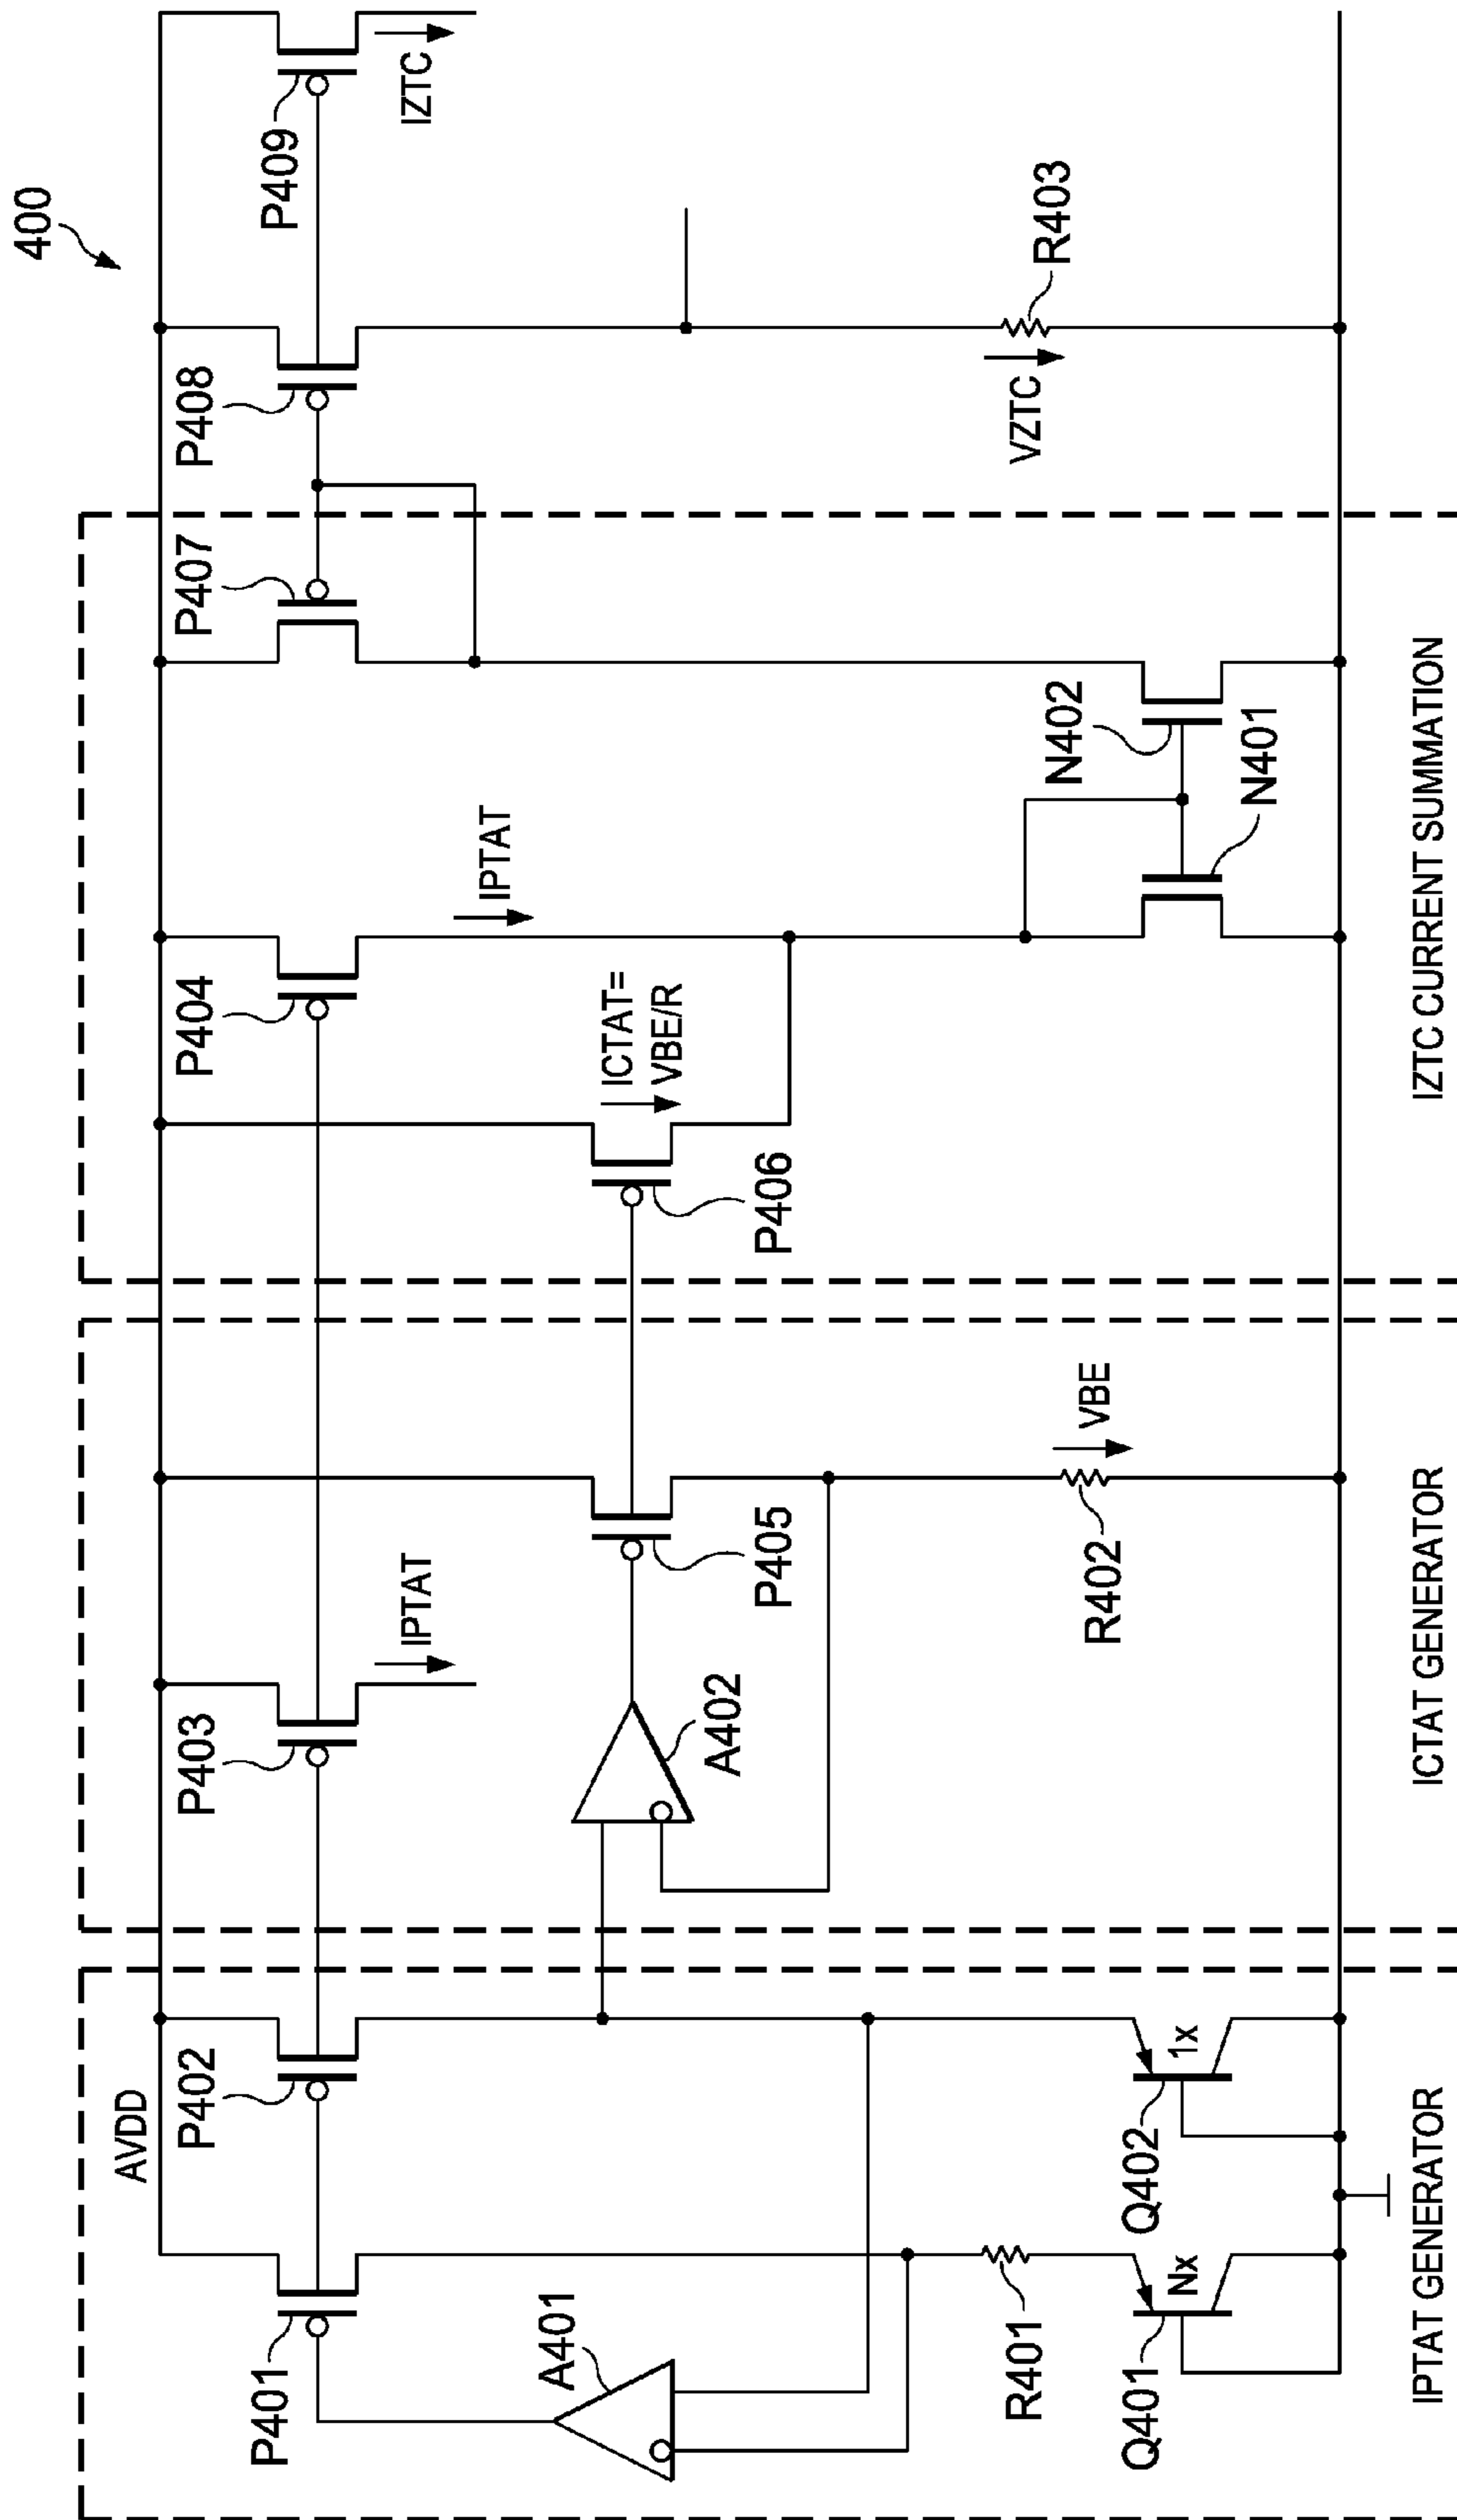 400
AVDD
P401
P402
P403
P404
P407
P408
P409
IPTAT
IPTAT
IZTC
A401
A402
P405
P406
ICTAT=
VBE/R
R401
Q401
Nx
Q402
1x
R402
VBE
N401
N402
VZTC
R403
IPTAT GENERATOR
ICTAT GENERATOR
IZTC CURRENT SUMMATION